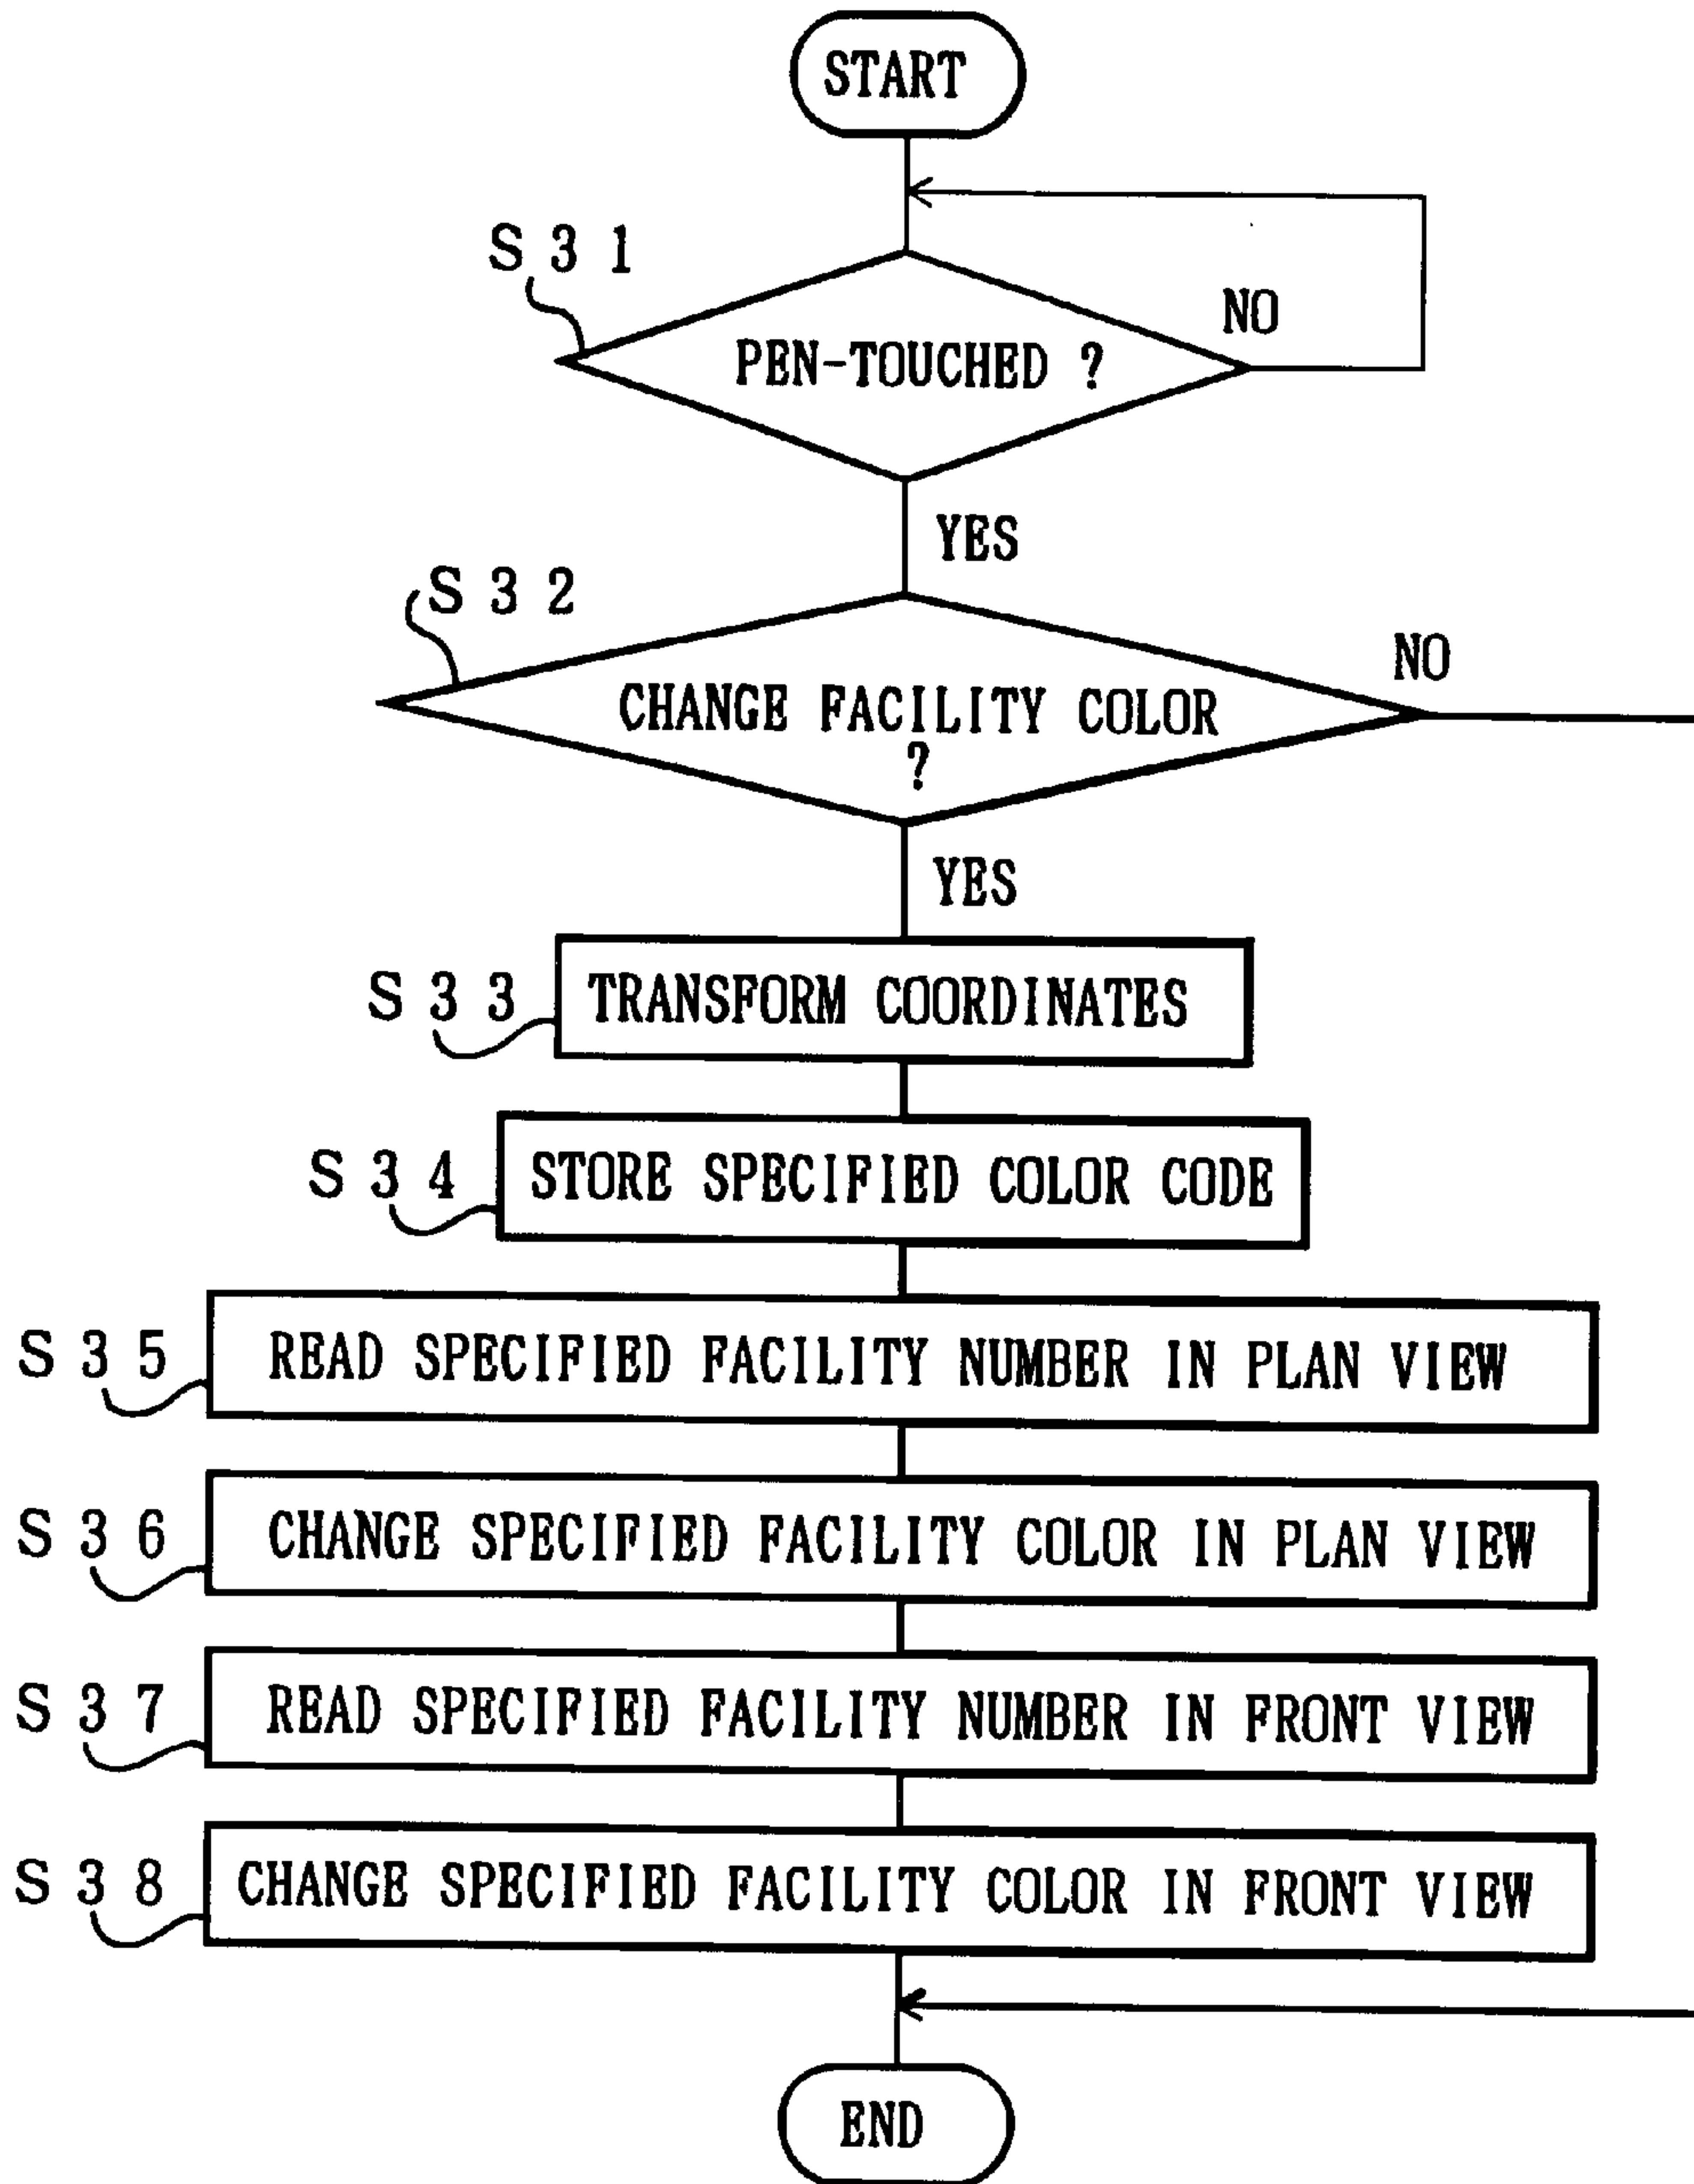 START
S31
PEN-TOUCHED ?
NO
YES
S32
CHANGE FACILITY COLOR
?
NO
YES
S33
TRANSFORM COORDINATES
S34
STORE SPECIFIED COLOR CODE
S35
READ SPECIFIED FACILITY NUMBER IN PLAN VIEW
S36
CHANGE SPECIFIED FACILITY COLOR IN PLAN VIEW
S37
READ SPECIFIED FACILITY NUMBER IN FRONT VIEW
S38
CHANGE SPECIFIED FACILITY COLOR IN FRONT VIEW
END